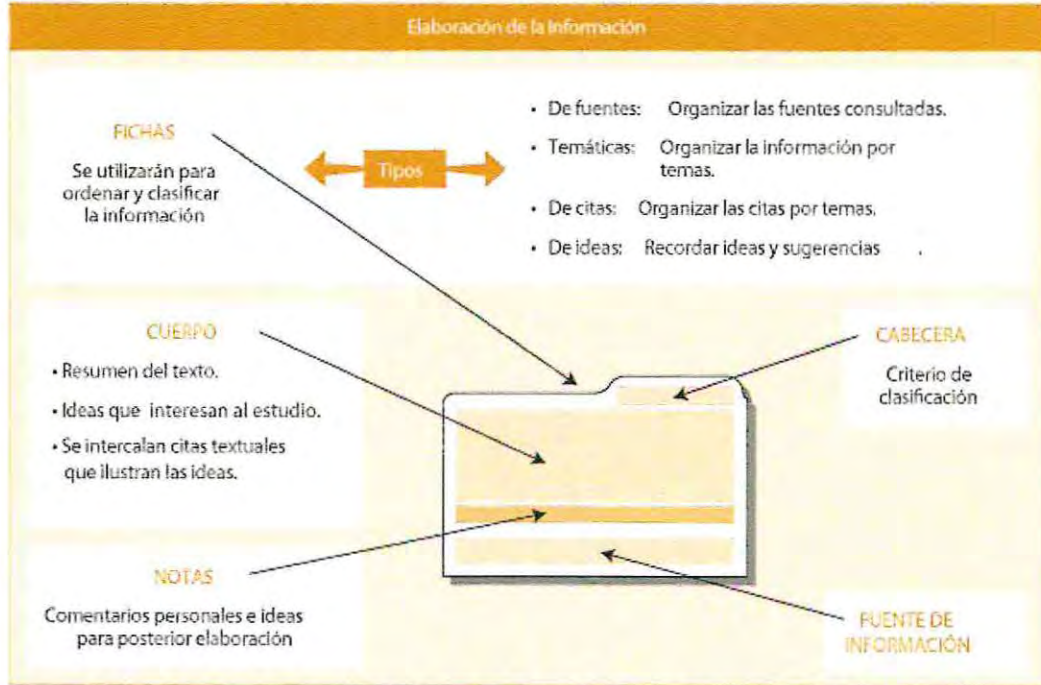 Elaboración de la Información
FICHAS
Se utilizarán para
ordenar y clasificar
la información
Tipos
• De fuentes: Organizar las fuentes consultadas.
• Temáticas: Organizar la información por
temas.
• De citas: Organizar las citas por temas.
• De ideas: Recordar ideas y sugerencias .
CUERPO
• Resumen del texto.
• Ideas que interesan al estudio.
• Se intercalan citas textuales
que ilustran las ideas.
CABECERA
Criterio de
clasificación
NOTAS
Comentarios personales e ideas
para posterior elaboración
FUENTE DE
INFORMACIÓN